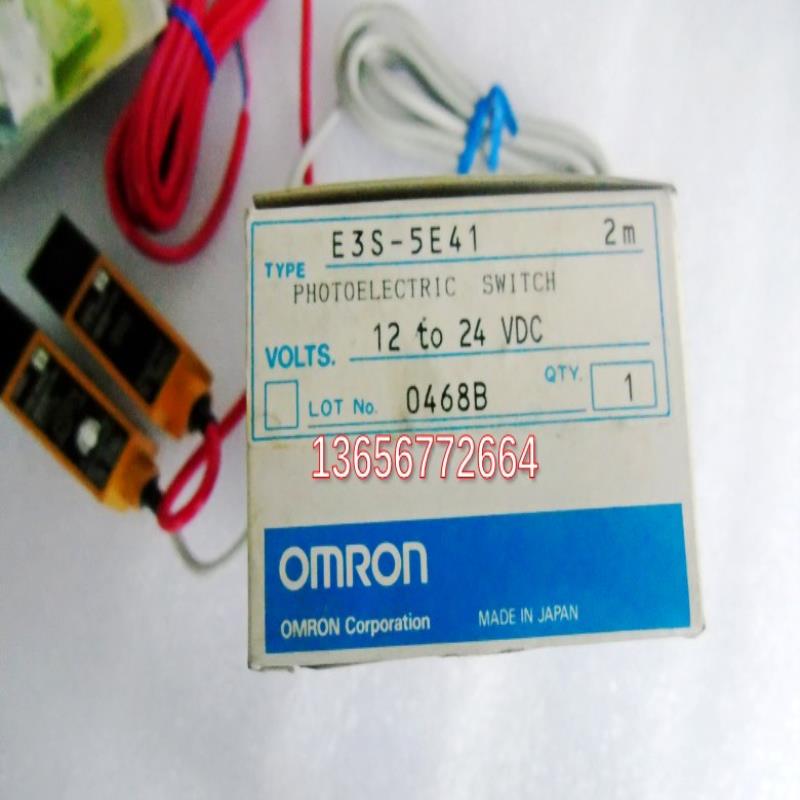 TYPE E3S-5E41 2m
PHOTOELECTRIC SWITCH
VOLTS. 12 to 24 VDC
LOT No. 0468B QTY. 1
13656772664
OMRON
OMRON Corporation MADE IN JAPAN